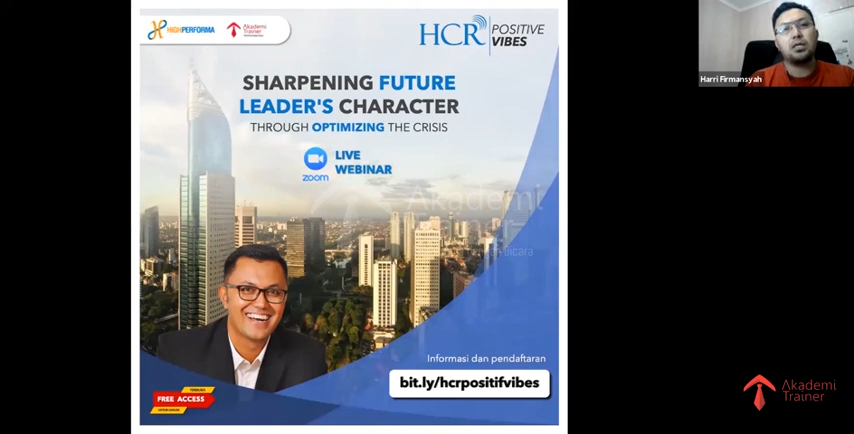 HIGHPERFORMA
Akademi
Trainer
HCR POSITIVE
VIBES
SHARPENING FUTURE
LEADER'S CHARACTER
THROUGH OPTIMIZING THE CRISIS
zoom
LIVE
WEBINAR
Akademi
Trainer
Informasi dan pendaftaran
bit.ly/hcrpositifvibes
FREE ACCESS
Harri Firmansyah
Akademi
Trainer